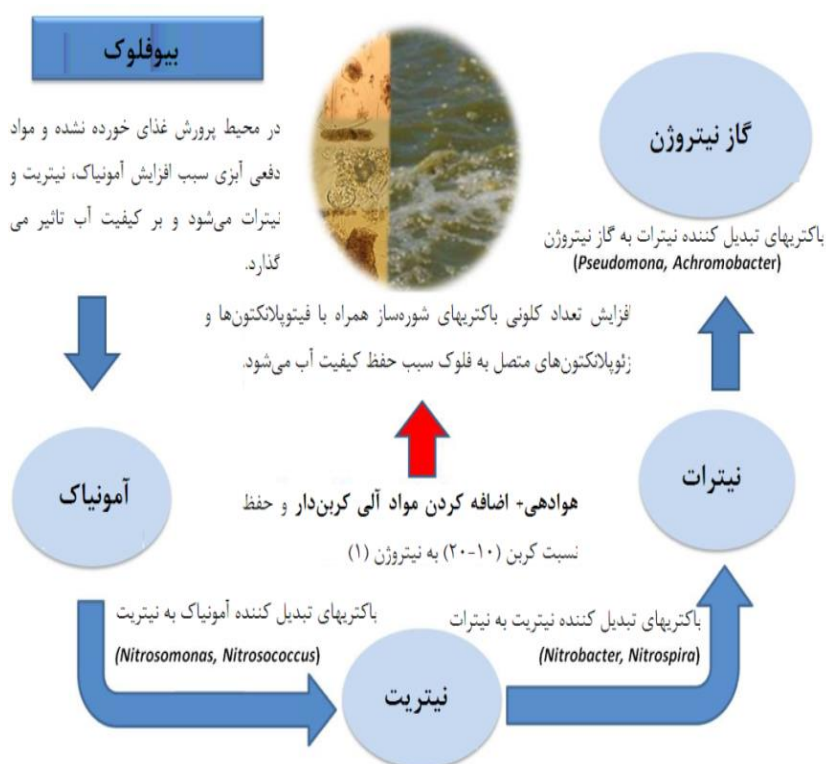 بیوفلوک
در محیط پرورش غذای خورده نشده و مواد
دفعی آبزی سبب افزایش آمونیاک، نیتریت و
نیترات می‌شود و بر کیفیت آب تاثیر می
گذارد.
گاز نیتروژن
باکتریهای تبدیل کننده نیترات به گاز نیتروژن
(Pseudomona, Achromobacter)
افزایش تعداد کلونی باکتریهای شوره‌ساز همراه با فیتوپلانکتون‌ها و
زئوپلانکتون‌های متصل به فلوک سبب حفظ کیفیت آب می‌شود.
نیترات
آمونیاک
هوادهی+ اضافه کردن مواد آلی کربن‌دار و حفظ
نسبت کربن (۱۰-۲۰) به نیتروژن (۱)
باکتریهای تبدیل کننده نیتریت به نیترات
(Nitrobacter, Nitrospira)
باکتریهای تبدیل کننده آمونیاک به نیتریت
(Nitrosomonas, Nitrosococcus)
نیتریت